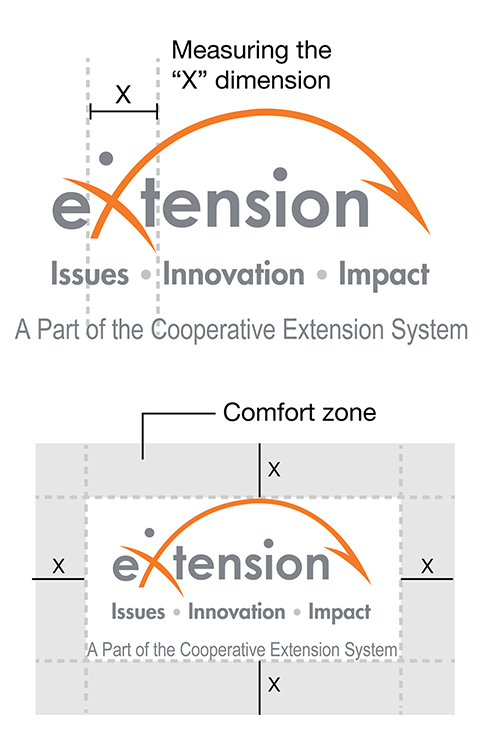 Measuring the
“X” dimension
X
extension
Issues • Innovation • Impact
A Part of the Cooperative Extension System
Comfort zone
X
extension
X
X
Issues • Innovation • Impact
A Part of the Cooperative Extension System
X